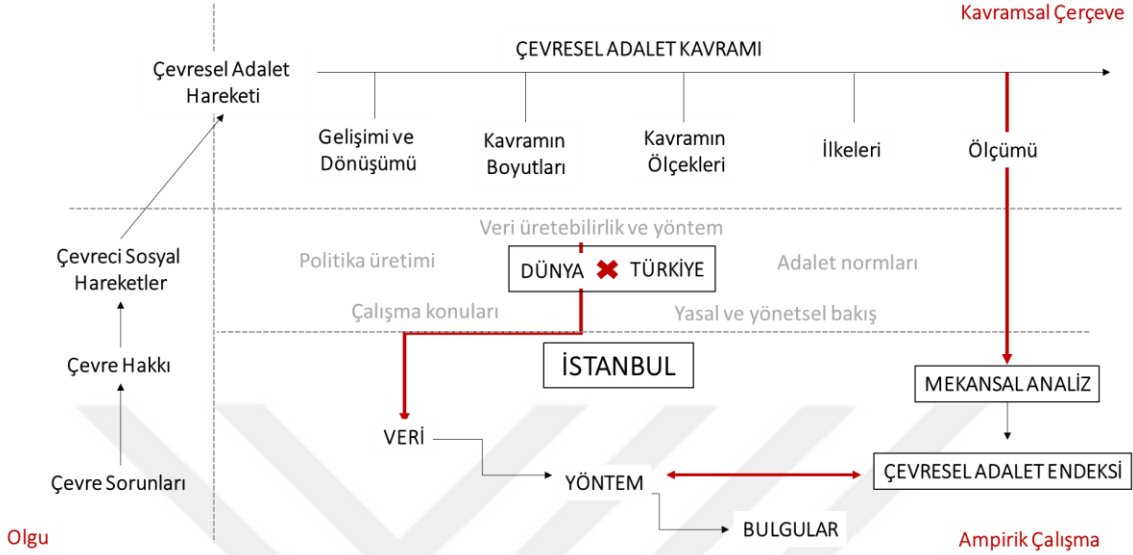 Kavramsal Çerçeve
ÇEVRESEL ADALET KAVRAMI
Çevresel Adalet
Hareketi
Gelişimi ve
Dönüşümü
Kavramın
Boyutları
Kavramın
Ölçekleri
İlkeleri
Ölçümü
Veri üretebilirlik ve yöntem
Çevreci Sosyal
Hareketler
Politika üretimi
DÜNYA
TÜRKİYE
Adalet normları
Çalışma konuları
Yasal ve yönetsel bakış
Çevre Hakkı
İSTANBUL
MEKANSAL ANALİZ
VERİ
Çevre Sorunları
YÖNTEM
ÇEVRESEL ADALET ENDEKSİ
BULGULAR
Olgu
Ampirik Çalışma